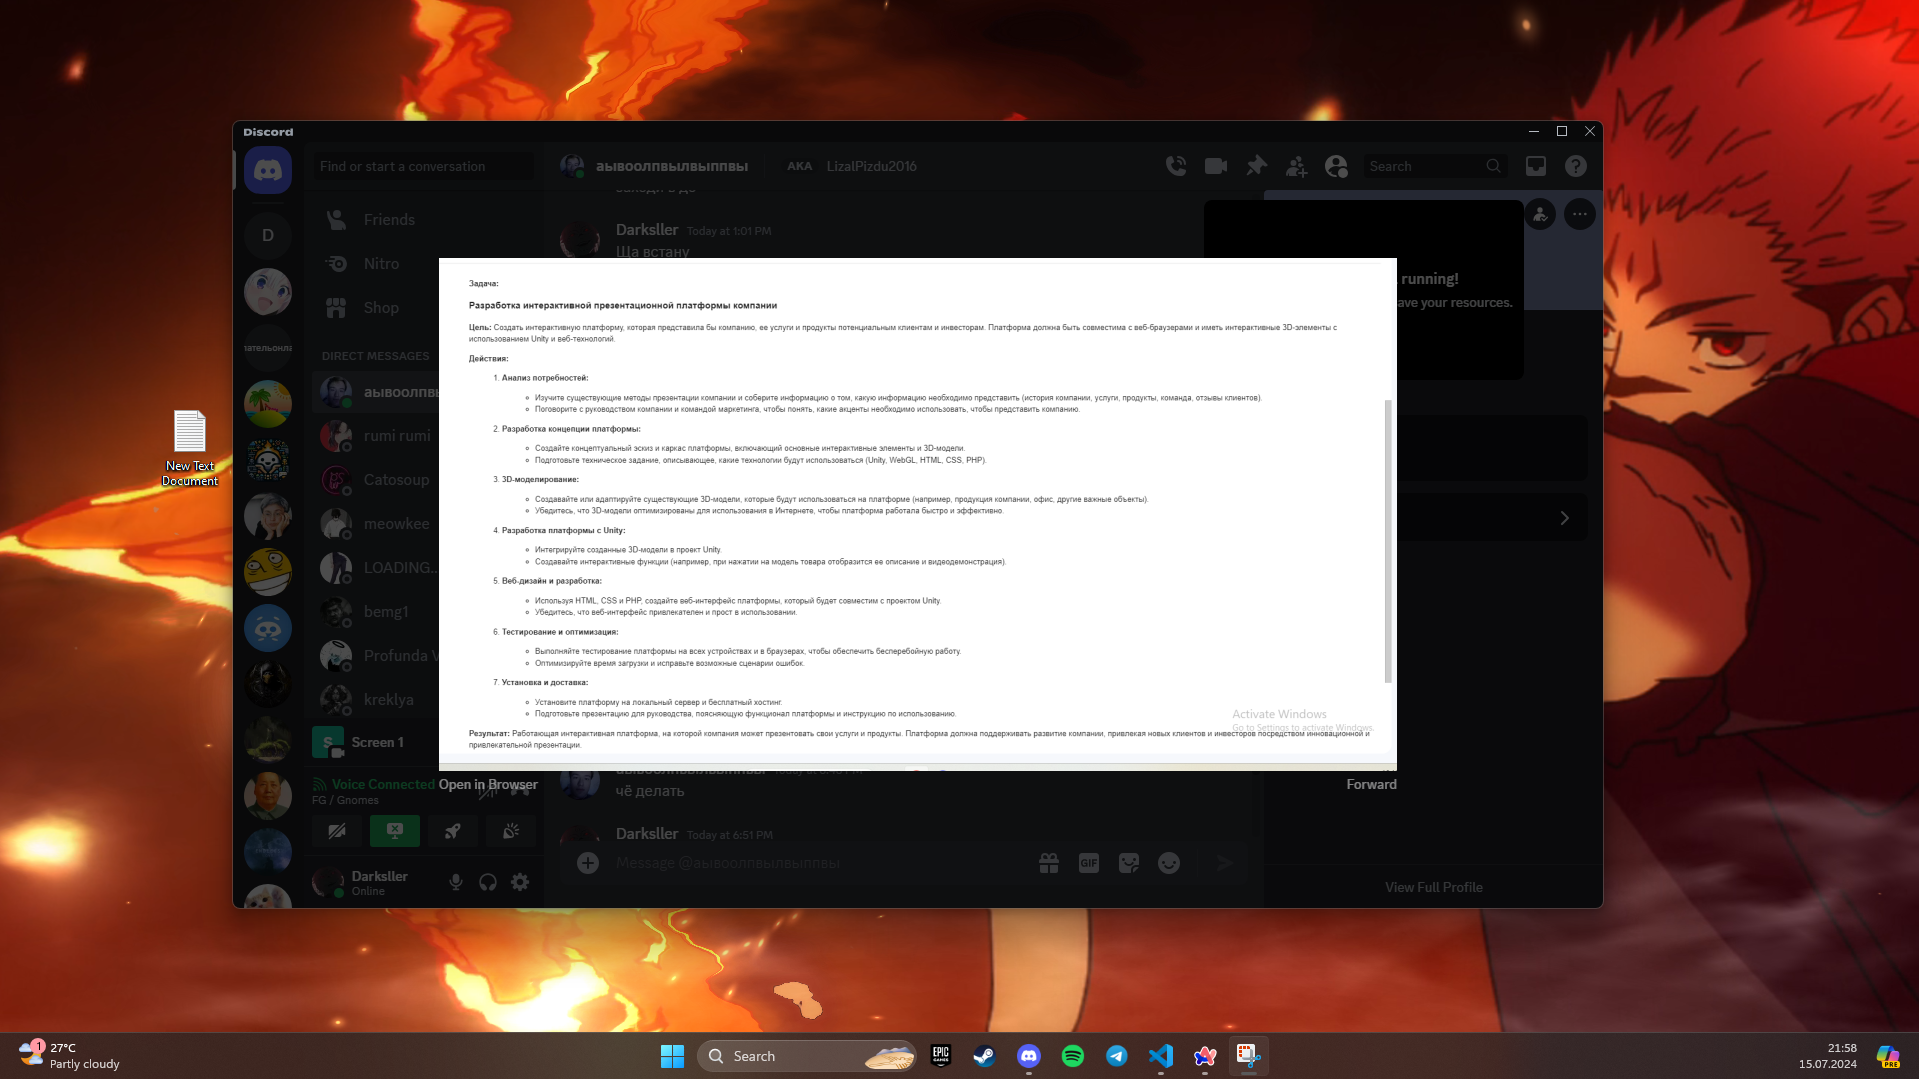 Discord
Find or start a conversation
аывоолпвылвыппвы
AKA
LizalPizdu2016
Search
Friends
Nitro
Shop
DIRECT MESSAGES
rumi rumi
Catosoup
meowkee
LOADING...
bemg1
Profunda V
kreklya
D
Darksller Today at 1:01 PM
Ща встану
running!
ave your resources.
Задача:
Разработка интерактивной презентационной платформы компании
Цель: Создать интерактивную платформу, которая представила бы компанию, ее услуги и продукты потенциальным клиентам и инвесторам. Платформа должна быть совместима с веб-браузерами и иметь интерактивные 3D-элементы с
использованием Unity и веб-технологий.
Действия:
1. Анализ потребностей:
Изучите существующие методы презентации компании и соберите информацию о том, какую информацию необходимо представить (история компании, услуги, продукты, команда, отзывы клиентов).
Поговорите с руководством компании и командой маркетинга, чтобы понять, какие акценты необходимо использовать, чтобы представить компанию.
2. Разработка концепции платформы:
Создайте концептуальный эскиз и каркас платформы, включающий основные интерактивные элементы и 3D-модели.
Подготовьте техническое задание, описывающее, какие технологии будут использоваться (Unity, WebGL, HTML, CSS, PHP).
3. 3D-моделирование:
Создавайте или адаптируйте существующие 3D-модели, которые будут использоваться на платформе (например, продукция компании, офис, другие важные объекты).
Убедитесь, что 3D-модели оптимизированы для использования в Интернете, чтобы платформа работала быстро и эффективно.
4. Разработка платформы с Unity:
Интегрируйте созданные 3D-модели в проект Unity.
Создавайте интерактивные функции (например, при нажатии на модель товара отобразится ее описание и видеодемонстрация).
5. Веб-дизайн и разработка:
Используя HTML, CSS и PHP, создайте веб-интерфейс платформы, который будет совместим с проектом Unity.
Убедитесь, что веб-интерфейс привлекателен и прост в использовании.
6. Тестирование и оптимизация:
Выполняйте тестирование платформы на всех устройствах и в браузерах, чтобы обеспечить бесперебойную работу.
Оптимизируйте время загрузки и исправьте возможные сценарии ошибок.
7. Установка и доставка:
Установите платформу на локальный сервер и бесплатный хостинг.
Подготовьте презентацию для руководства, поясняющую функционал платформы и инструкцию по использованию.
Activate Windows
Go to Settings to activate Windows.
Результат: Работающая интерактивная платформа, на которой компания может презентовать свои услуги и продукты. Платформа должна поддерживать развитие компании, привлекая новых клиентов и инвесторов посредством инновационной и
привлекательной презентации.
Open in Browser
Forward
чё делать
Darksller Today at 6:51 PM
Message @аывоолпвылвыппвы
GIF
View Full Profile
S
Screen 1
Voice Connected
FG / Gnomes
Darksller
Online
New Text
Document
1
27°C
Partly cloudy
Search
EPIC
GAMES
21:58
15.07.2024
PRE